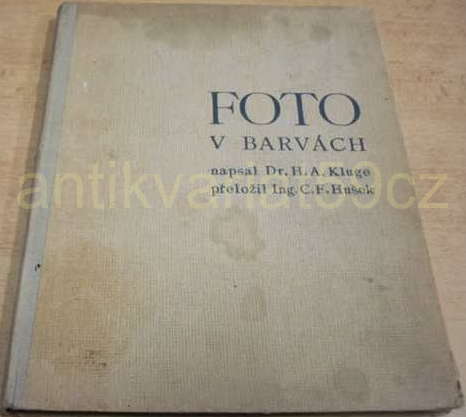 FOTO
V BARVÁCH
napsal Dr. H. A. Kluge
přeložil Ing. C. F. Hušek
antikvariat59cz